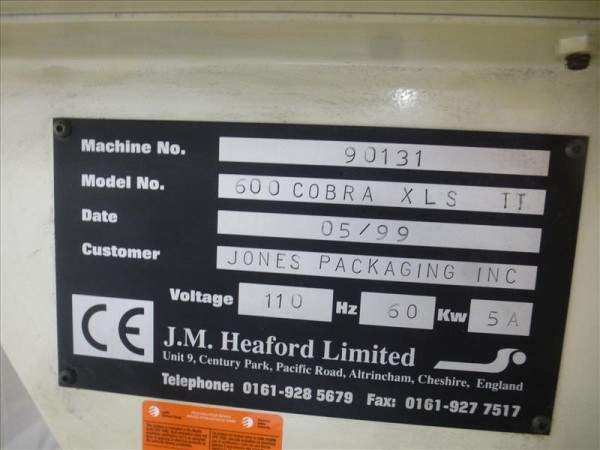 Machine No. 90131
Model No. 600 COBRA XLS TT
Date 05/99
Customer JONES PACKAGING INC
Voltage 110 Hz 60 Kw 5A
CE
J.M. Heaford Limited
Unit 9, Century Park, Pacific Road, Altrincham, Cheshire, England
Telephone: 0161-928 5679 Fax: 0161-927 7517